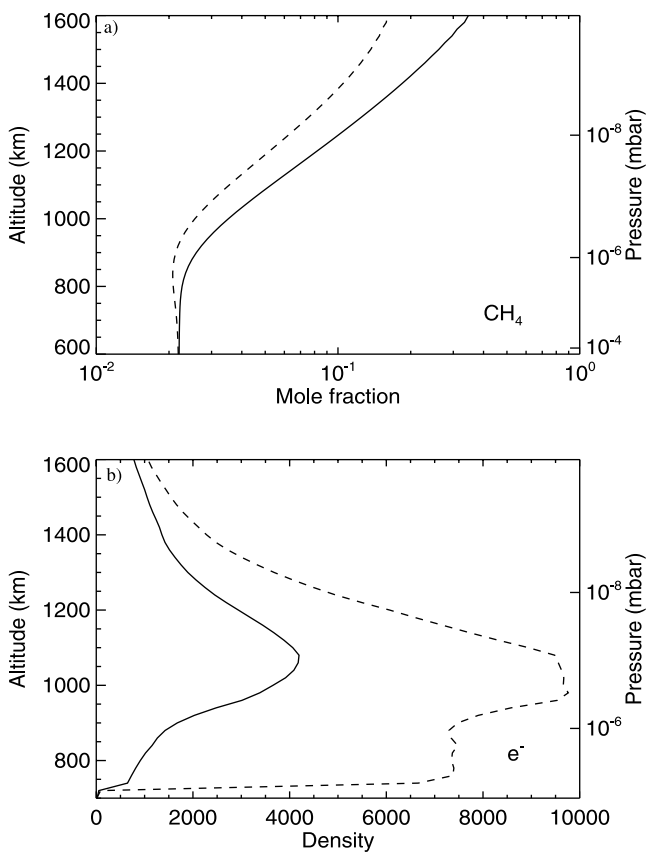 a)
1600
1400
1200
1000
800
600
Altitude (km)
10-8
10-6
10-4
Pressure (mbar)
CH4
10-2
10-1
100
Mole fraction
b)
1600
1400
1200
1000
800
Altitude (km)
10-8
10-6
Pressure (mbar)
e-
0
2000
4000
6000
8000
10000
Density